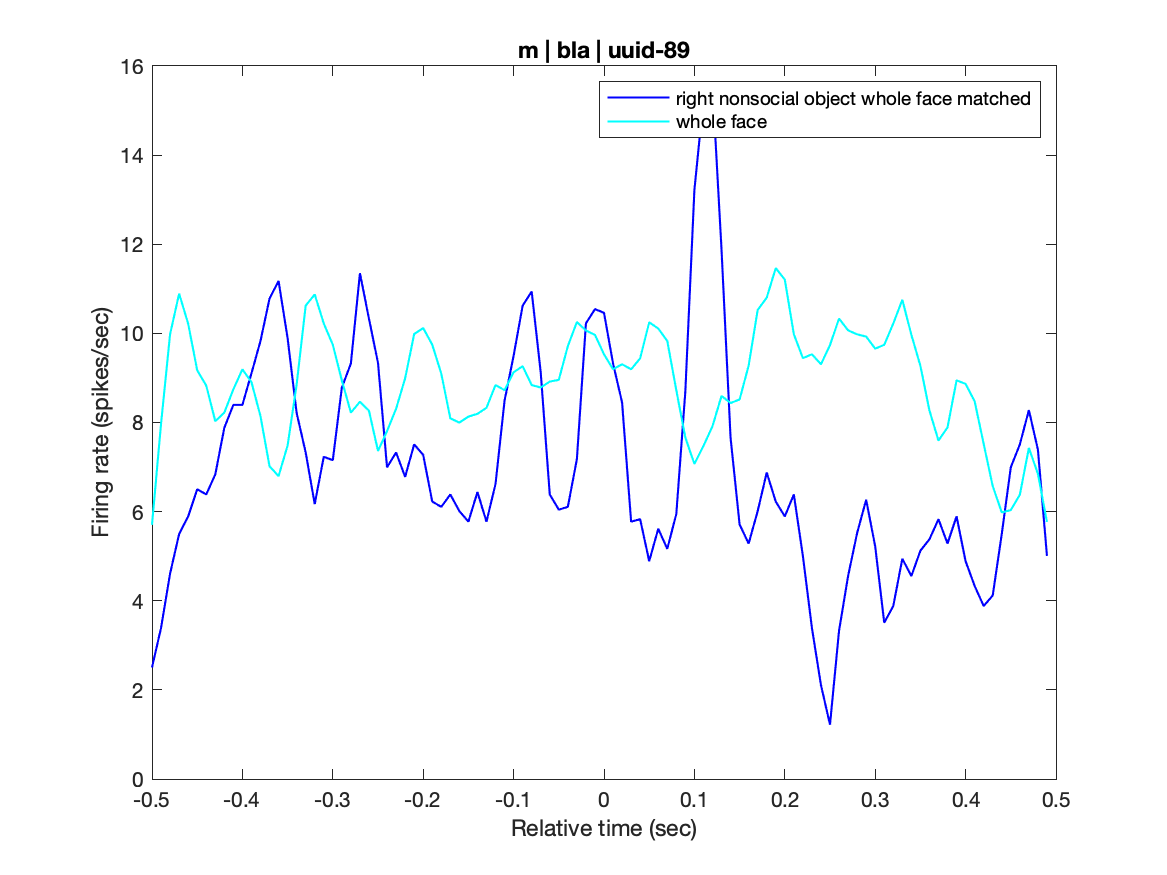 m | bla | uuid-89
right nonsocial object whole face matched
whole face
Firing rate (spikes/sec)
16
14
12
10
8
6
4
2
0
-0.5 -0.4 -0.3 -0.2 -0.1 0 0.1 0.2 0.3 0.4 0.5
Relative time (sec)